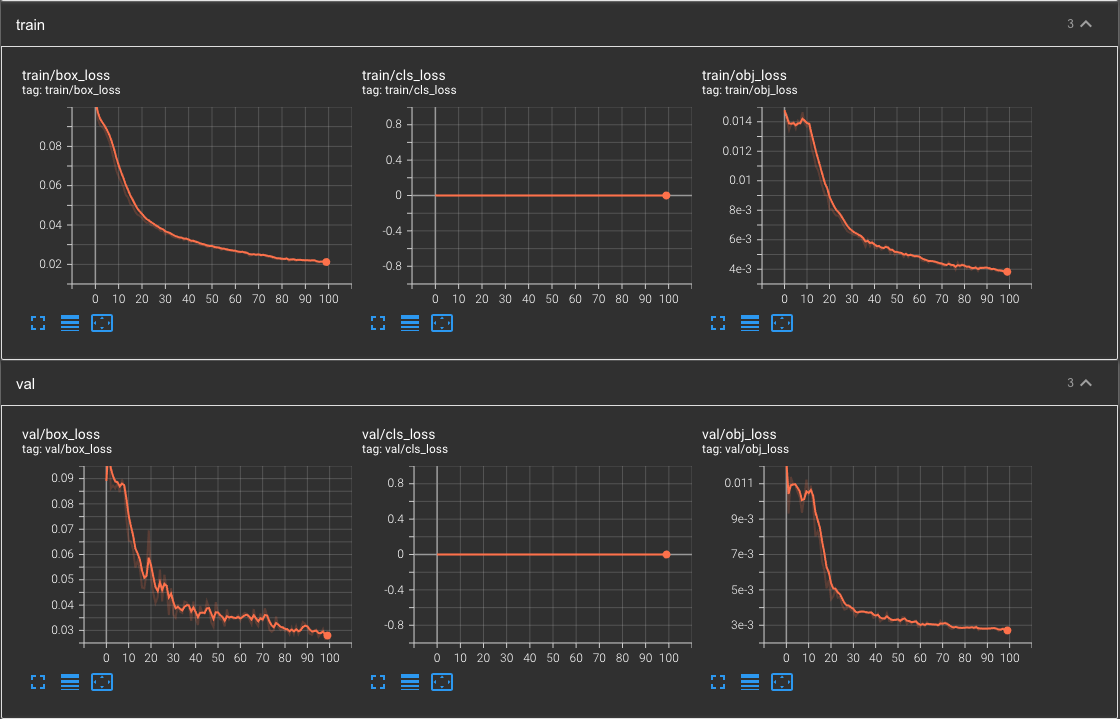 train 3
train/box_loss train/cls_loss train/obj_loss
tag: train/box_loss tag: train/cls_loss tag: train/obj_loss
0.08 0.8 0.014
0.06 0.4 0.012
0.04 0 0.01
0.02 -0.4 8e-3
-0.8 6e-3
4e-3
0 10 20 30 40 50 60 70 80 90 100 0 10 20 30 40 50 60 70 80 90 100 0 10 20 30 40 50 60 70 80 90 100
val 3
val/box_loss val/cls_loss val/obj_loss
tag: val/box_loss tag: val/cls_loss tag: val/obj_loss
0.09 0.8 0.011
0.08 0.4 9e-3
0.07 0 7e-3
0.06 -0.4 5e-3
0.05 -0.8 3e-3
0.04
0.03
0 10 20 30 40 50 60 70 80 90 100 0 10 20 30 40 50 60 70 80 90 100 0 10 20 30 40 50 60 70 80 90 100